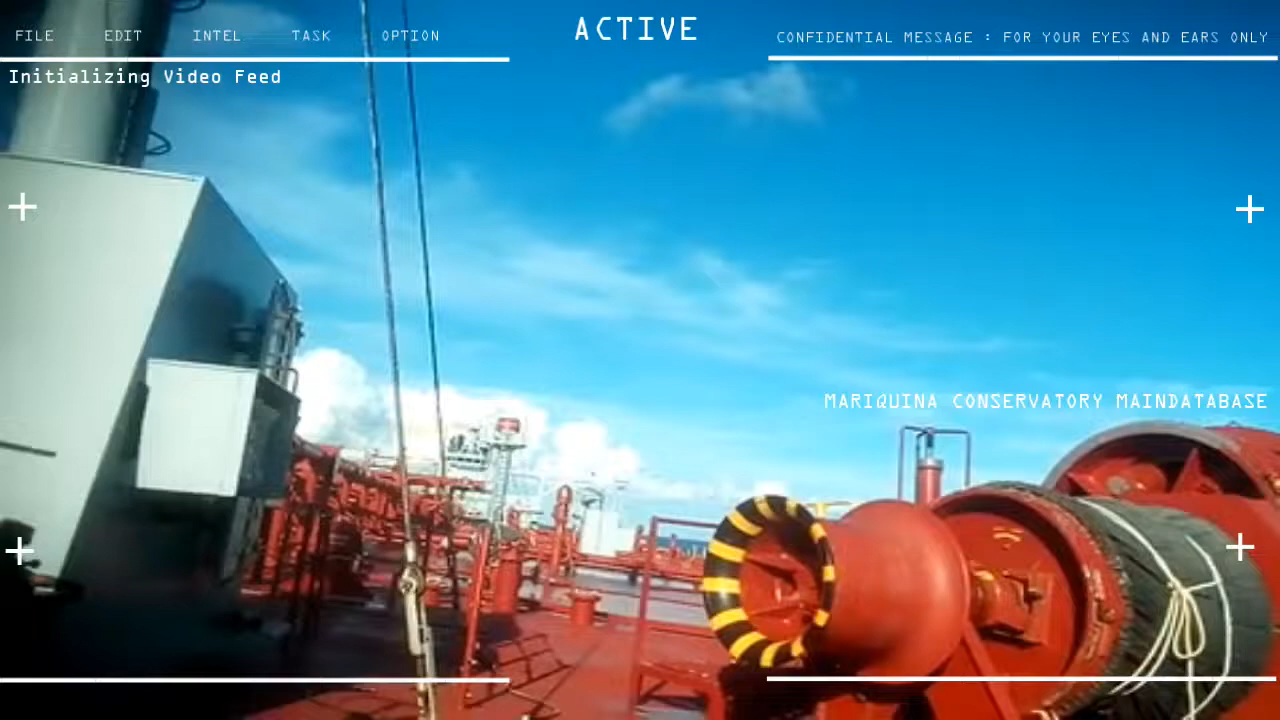 FILE EDIT INTEL TASK OPTION
ACTIVE
CONFIDENTIAL MESSAGE : FOR YOUR EYES AND EARS ONLY
Initializing Video Feed
MARIQUINA CONSERVATORY MAINDATABASE